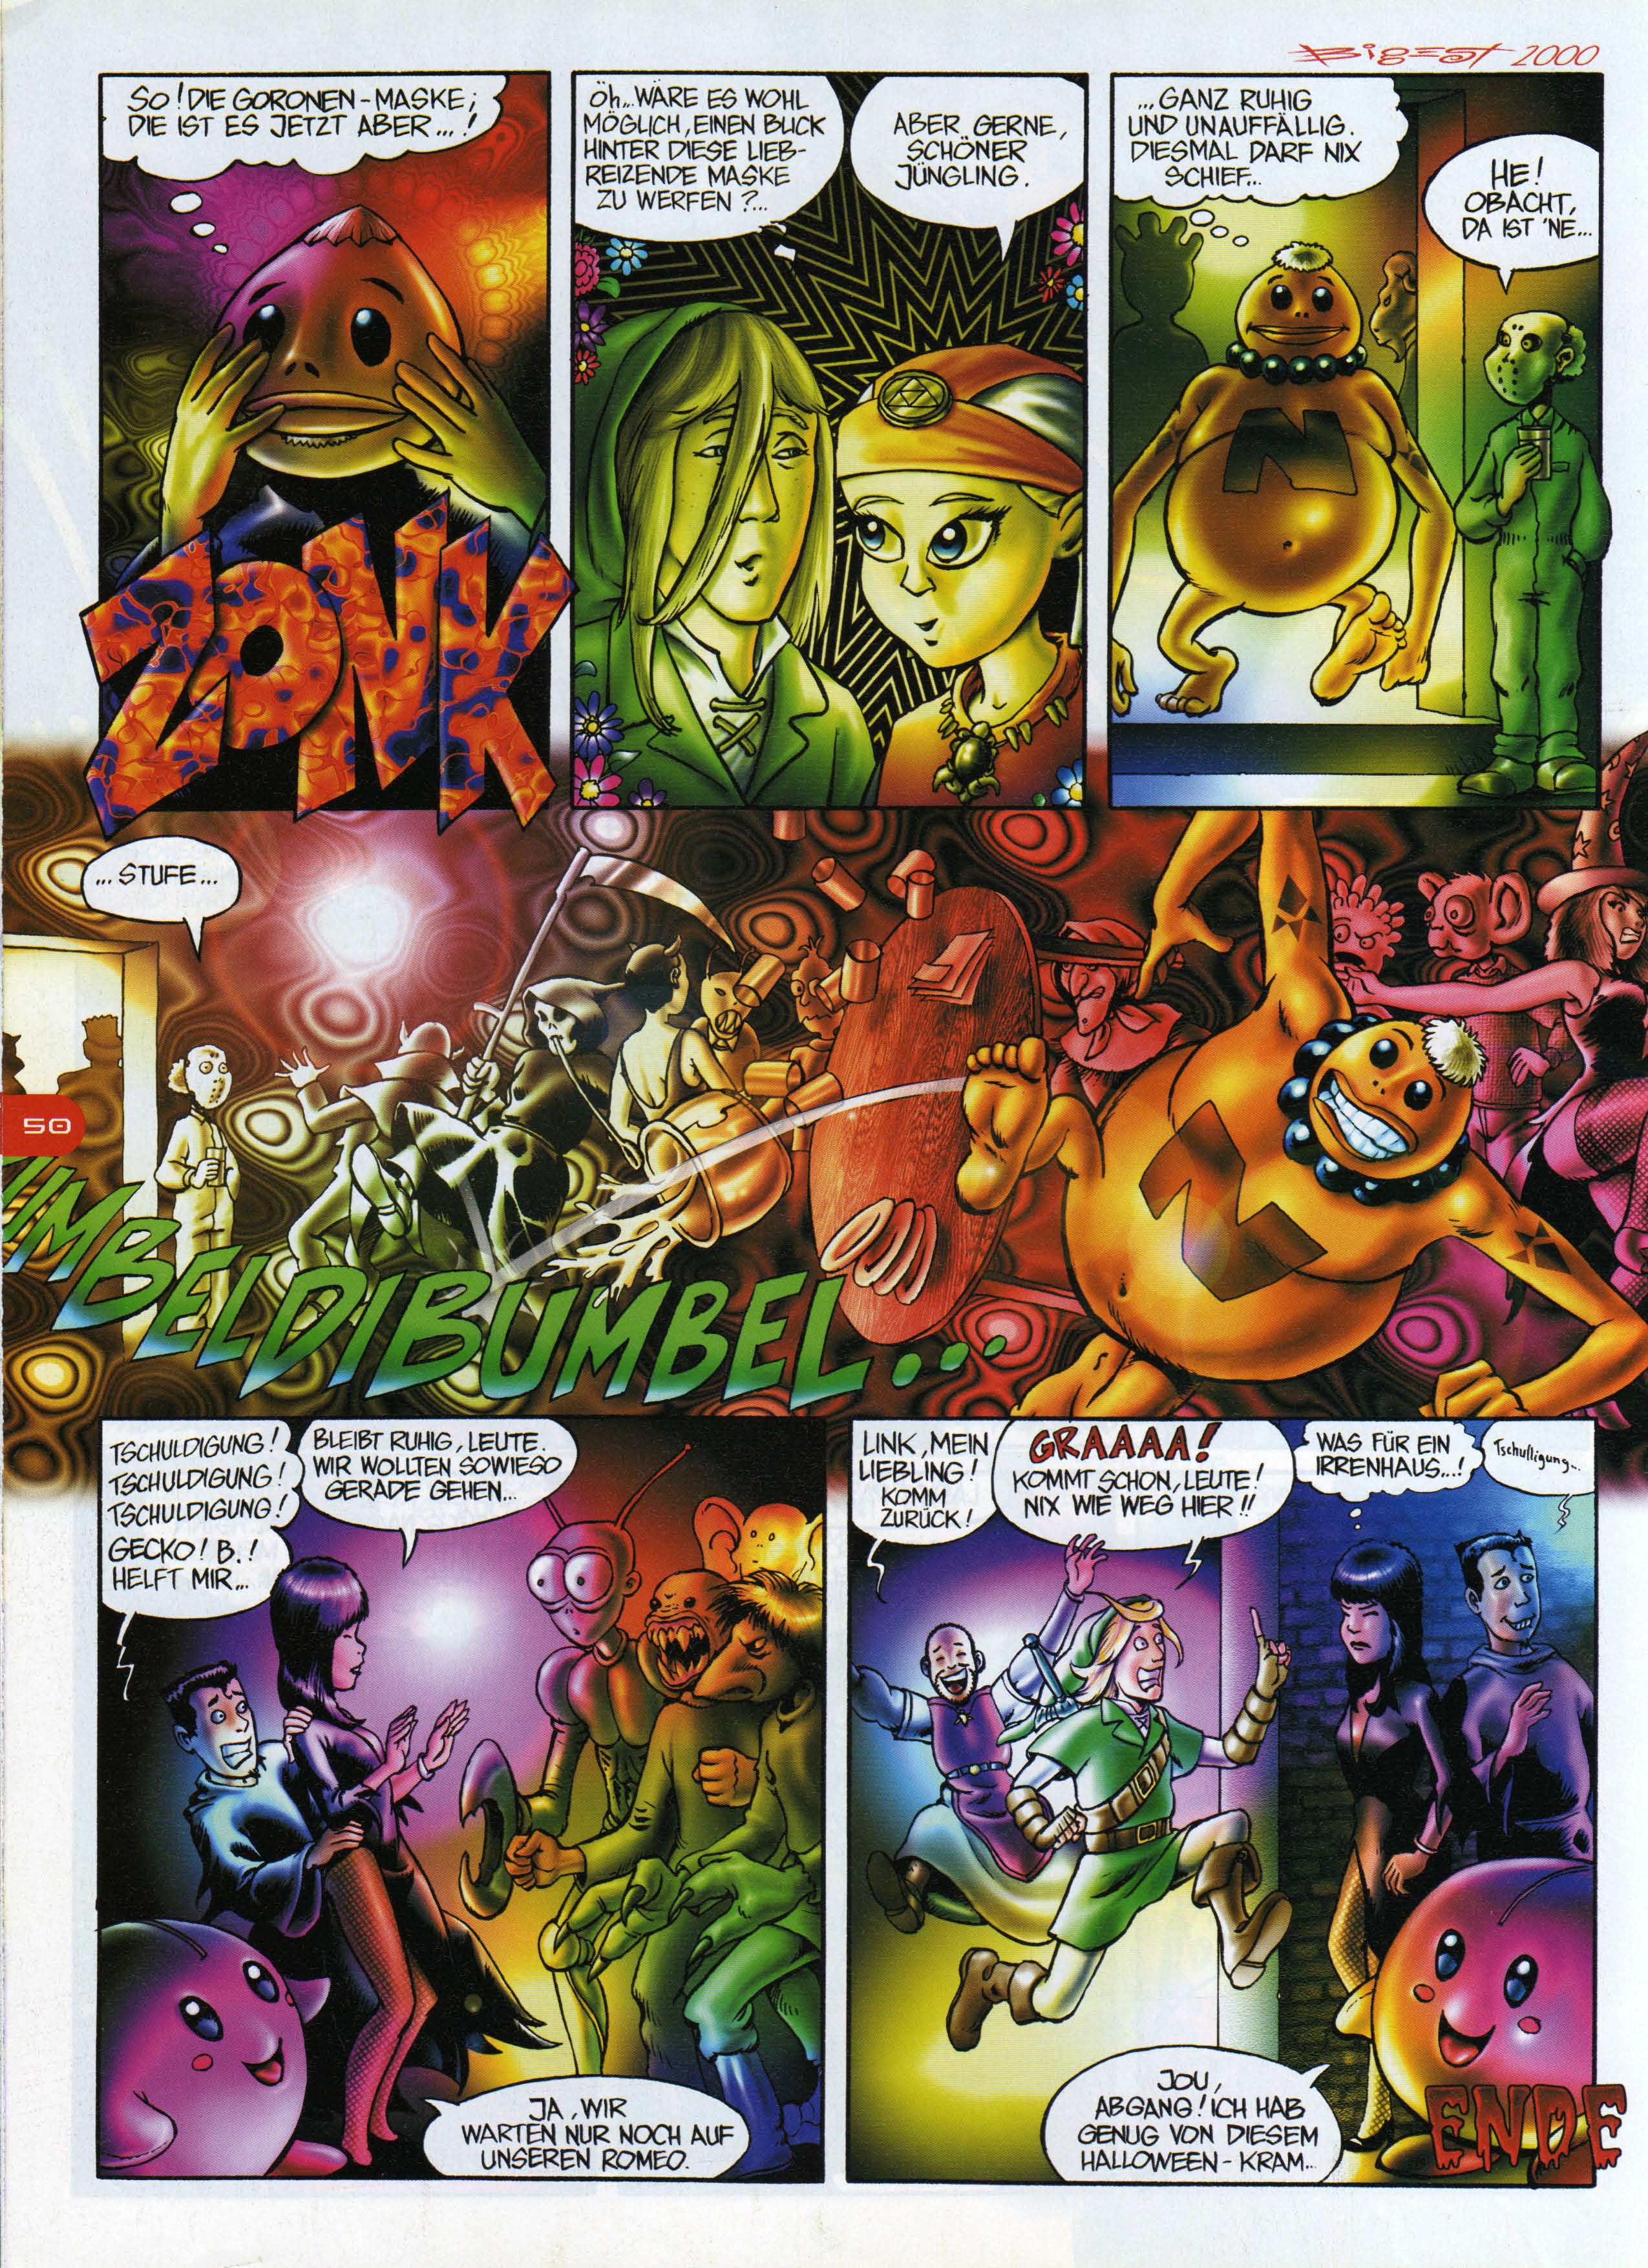 Bigest 2000
SO! DIE GORONEN-MASKE;
DIE IST ES JETZT ABER...!
ZONK
Öh... WÄRE ES WOHL
MÖGLICH, EINEN BLICK
HINTER DIESE LIEB-
REIZENDE MASKE
ZU WERFEN?...
ABER GERNE,
SCHÖNER
JÜNGLING.
...GANZ RUHIG
UND UNAUFFÄLLIG.
DIESMAL DARF NIX
SCHIEF...
HE!
OBACHT,
DA IST 'NE...
N
...STUFE...
N
50
UMBELDIBUMBEL...
TSCHULDIGUNG!
TSCHULDIGUNG!
TSCHULDIGUNG!
GECKO! B.!
HELFT MIR...
BLEIBT RUHIG, LEUTE.
WIR WOLLTEN SOWIESO
GERADE GEHEN...
JA, WIR
WARTEN NUR NOCH AUF
UNSEREN ROMEO.
LINK, MEIN
LIEBLING!
KOMM
ZURÜCK!
GRAAAA!
KOMMT SCHON, LEUTE!
NIX WIE WEG HIER!!
WAS FÜR EIN
IRRENHAUS...!
Tschulligung...
JOU,
ABGANG! ICH HAB
GENUG VON DIESEM
HALLOWEEN-KRAM...
ENDE